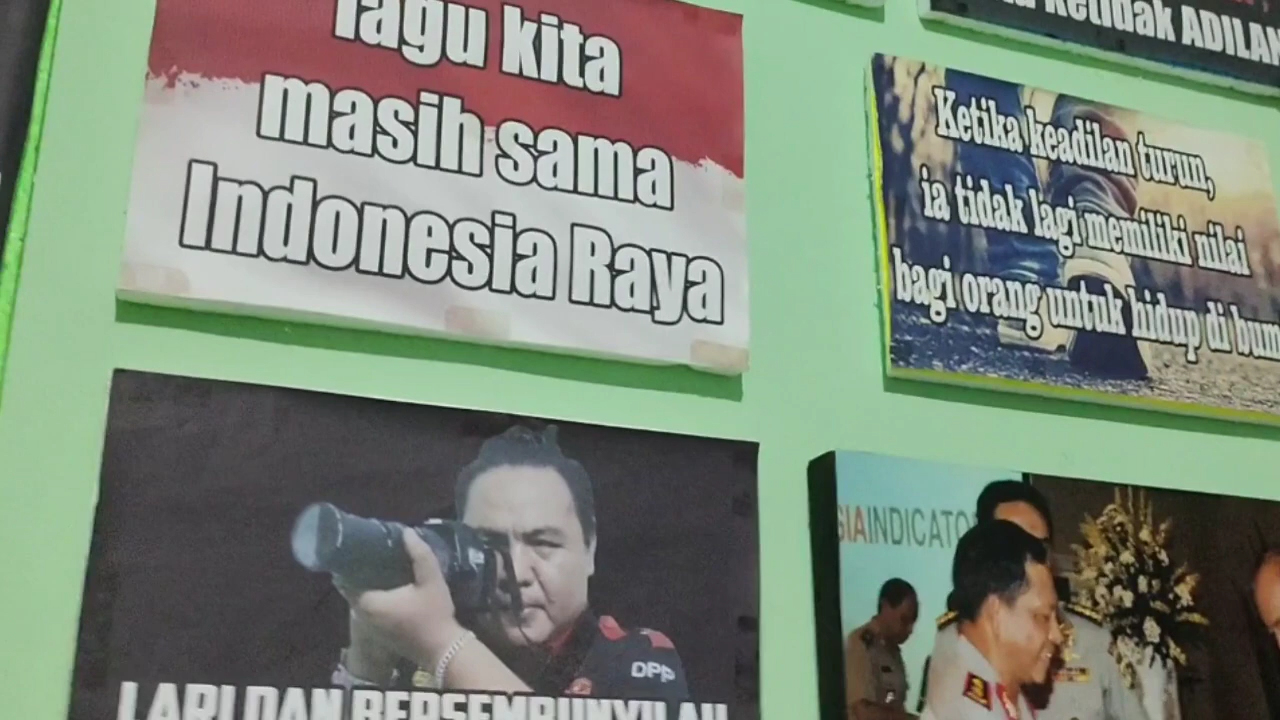 lagu kita
masih sama
Indonesia Raya
Ketidak ADILAN
Ketika keadilan turun,
ia tidak lagi memiliki nilai
bagi orang untuk hidup di bumi
INDICATO
DPP
LARI DAN BERSEMBUNYILAH